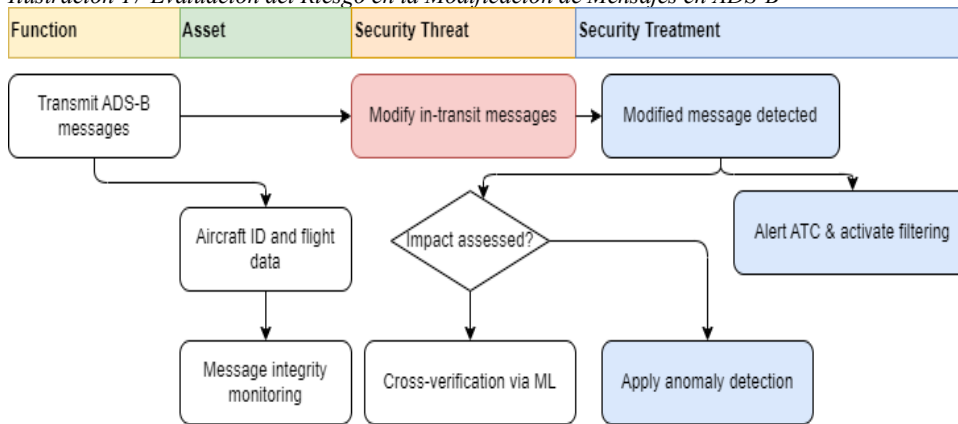 Ilustración 17 Evaluación del Riesgo en la Modificación de Mensajes en ADS-B
Function
Asset
Security Threat
Security Treatment
Transmit ADS-B
messages
Modify in-transit messages
Modified message detected
Aircraft ID and flight
data
Impact assessed?
Alert ATC & activate filtering
Message integrity
monitoring
Cross-verification via ML
Apply anomaly detection